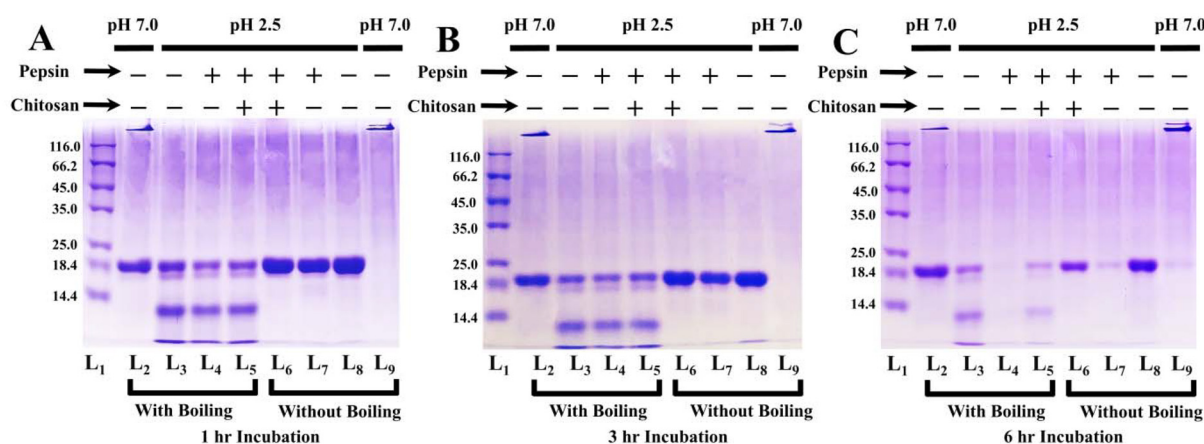 A
pH 7.0 pH 2.5 pH 7.0
Pepsin − − + + + + − −
Chitosan − − − + + − − −
116.0
66.2
45.0
35.0
25.0
18.4
14.4
L1 L2 L3 L4 L5 L6 L7 L8 L9
With Boiling Without Boiling
1 hr Incubation
B
pH 7.0 pH 2.5 pH 7.0
− − + + + + − −
− − − + + − − −
116.0
66.2
45.0
35.0
25.0
18.4
14.4
L1 L2 L3 L4 L5 L6 L7 L8 L9
With Boiling Without Boiling
3 hr Incubation
C
pH 7.0 pH 2.5 pH 7.0
Pepsin − − + + + + − −
Chitosan − − − + + − − −
116.0
66.2
45.0
35.0
25.0
18.4
14.4
L1 L2 L3 L4 L5 L6 L7 L8 L9
With Boiling Without Boiling
6 hr Incubation